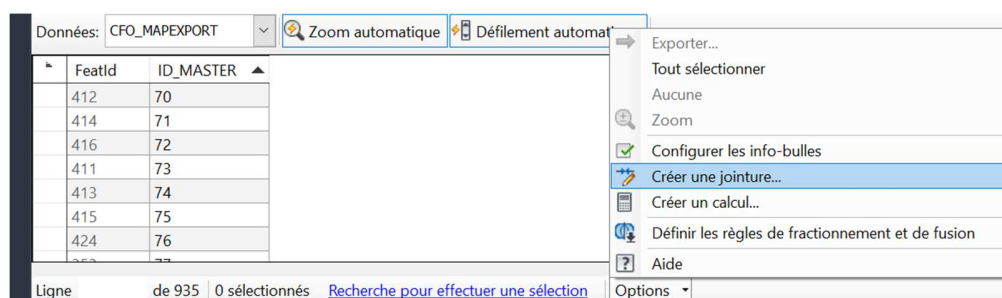 Données: CFO_MAPEXPORT Zoom automatique Défilement automat
FeatId ID_MASTER
412 70
414 71
416 72
411 73
413 74
415 75
424 76
Ligne de 935 0 sélectionnés Recherche pour effectuer une sélection Options
Exporter...
Tout sélectionner
Aucune
Zoom
Configurer les info-bulles
Créer une jointure...
Créer un calcul...
Définir les règles de fractionnement et de fusion
Aide